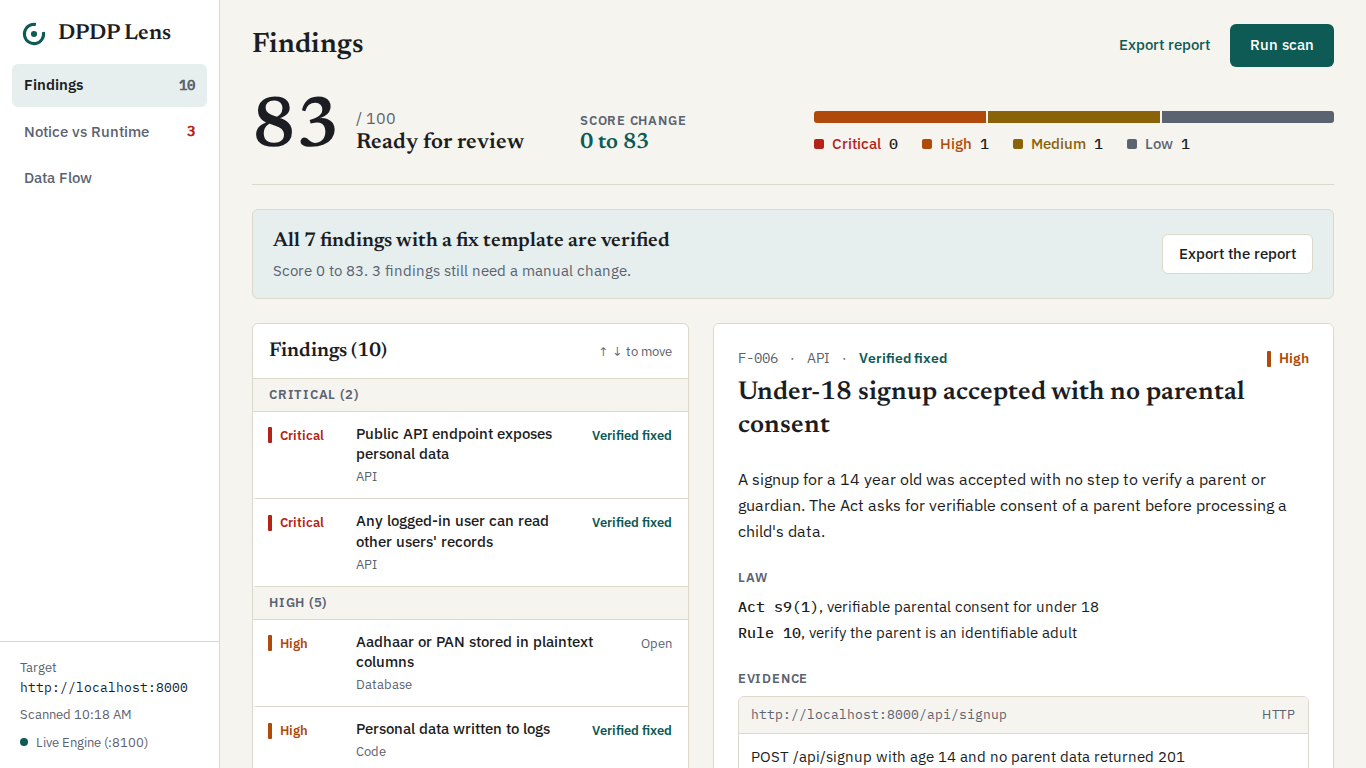 DPDP Lens
Findings 10
Notice vs Runtime 3
Data Flow
Target
http://localhost:8000
Scanned 10:18 AM
Live Engine (:8100)
Findings
Export report
Run scan
83
/ 100
Ready for review
SCORE CHANGE
0 to 83
Critical 0 High 1 Medium 1 Low 1
All 7 findings with a fix template are verified
Score 0 to 83. 3 findings still need a manual change.
Export the report
Findings (10)
↑ ↓ to move
CRITICAL (2)
Critical
Public API endpoint exposes
personal data
API
Verified fixed
Critical
Any logged-in user can read
other users' records
API
Verified fixed
HIGH (5)
High
Aadhaar or PAN stored in plaintext
columns
Database
Open
High
Personal data written to logs
Code
Verified fixed
F-006 · API · Verified fixed
High
Under-18 signup accepted with no parental
consent
A signup for a 14 year old was accepted with no step to verify a parent or
guardian. The Act asks for verifiable consent of a parent before processing a
child's data.
LAW
Act s9(1), verifiable parental consent for under 18
Rule 10, verify the parent is an identifiable adult
EVIDENCE
http://localhost:8000/api/signup HTTP
POST /api/signup with age 14 and no parent data returned 201